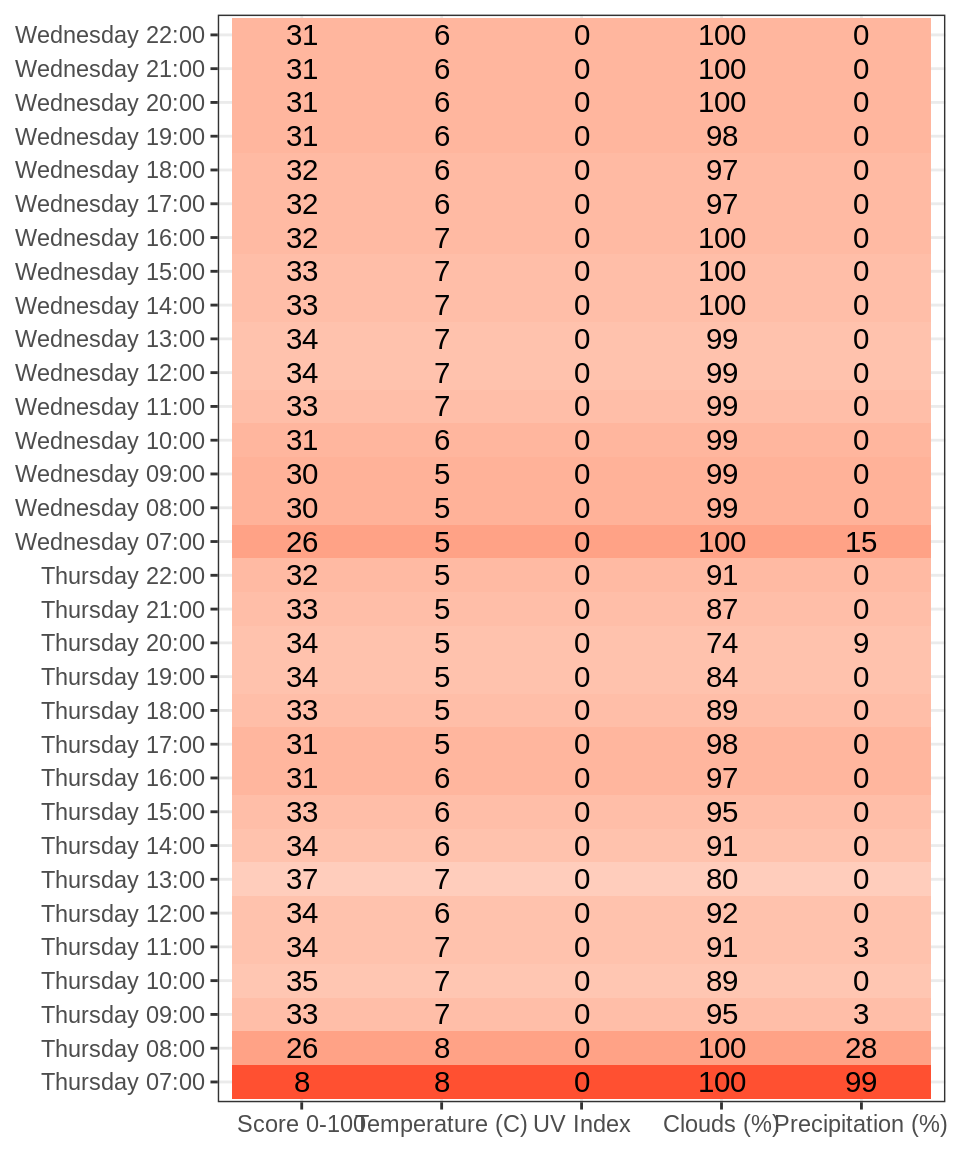 Wednesday 22:00 31 6 0 100 0
Wednesday 21:00 31 6 0 100 0
Wednesday 20:00 31 6 0 100 0
Wednesday 19:00 31 6 0 98 0
Wednesday 18:00 32 6 0 97 0
Wednesday 17:00 32 6 0 97 0
Wednesday 16:00 32 7 0 100 0
Wednesday 15:00 33 7 0 100 0
Wednesday 14:00 33 7 0 100 0
Wednesday 13:00 34 7 0 99 0
Wednesday 12:00 34 7 0 99 0
Wednesday 11:00 33 7 0 99 0
Wednesday 10:00 31 6 0 99 0
Wednesday 09:00 30 5 0 99 0
Wednesday 08:00 30 5 0 99 0
Wednesday 07:00 26 5 0 100 15
Thursday 22:00 32 5 0 91 0
Thursday 21:00 33 5 0 87 0
Thursday 20:00 34 5 0 74 9
Thursday 19:00 34 5 0 84 0
Thursday 18:00 33 5 0 89 0
Thursday 17:00 31 5 0 98 0
Thursday 16:00 31 6 0 97 0
Thursday 15:00 33 6 0 95 0
Thursday 14:00 34 6 0 91 0
Thursday 13:00 37 7 0 80 0
Thursday 12:00 34 6 0 92 0
Thursday 11:00 34 7 0 91 3
Thursday 10:00 35 7 0 89 0
Thursday 09:00 33 7 0 95 3
Thursday 08:00 26 8 0 100 28
Thursday 07:00 8 8 0 100 99
Score 0-100 Temperature (C) UV Index Clouds (%) Precipitation (%)